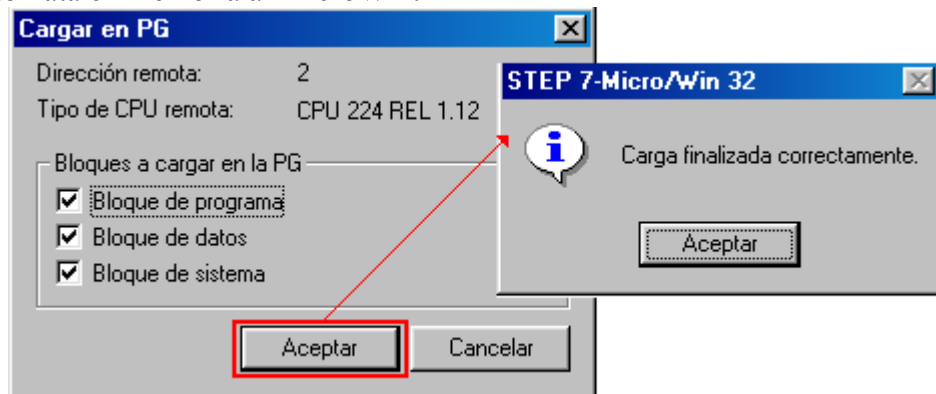 Cargar en PG
Dirección remota: 2
Tipo de CPU remota: CPU 224 REL 1.12
Bloques a cargar en la PG
Bloque de programa
Bloque de datos
Bloque de sistema
Aceptar Cancelar
STEP 7-Micro/Win 32
Carga finalizada correctamente.
Aceptar